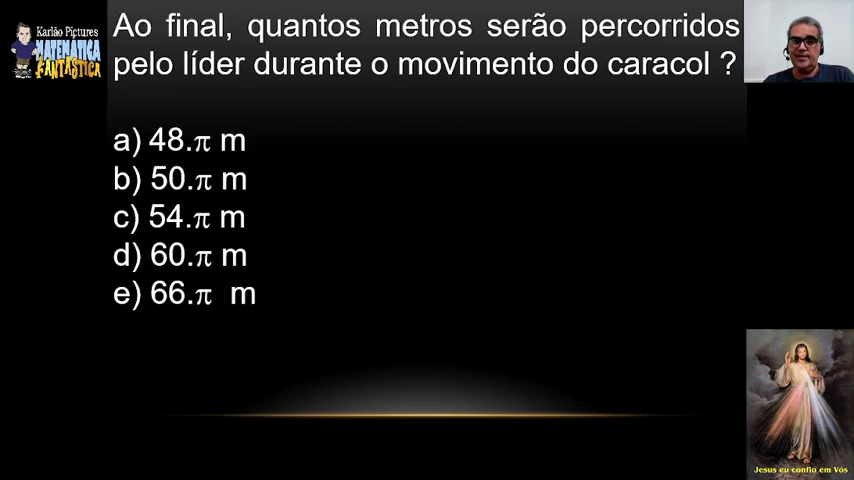 Karlão Pictures
MATEMÁTICA
FANTÁSTICA
Ao final, quantos metros serão percorridos
pelo líder durante o movimento do caracol ?
a) 48.π m
b) 50.π m
c) 54.π m
d) 60.π m
e) 66.π m
Jesus eu confio em Vós